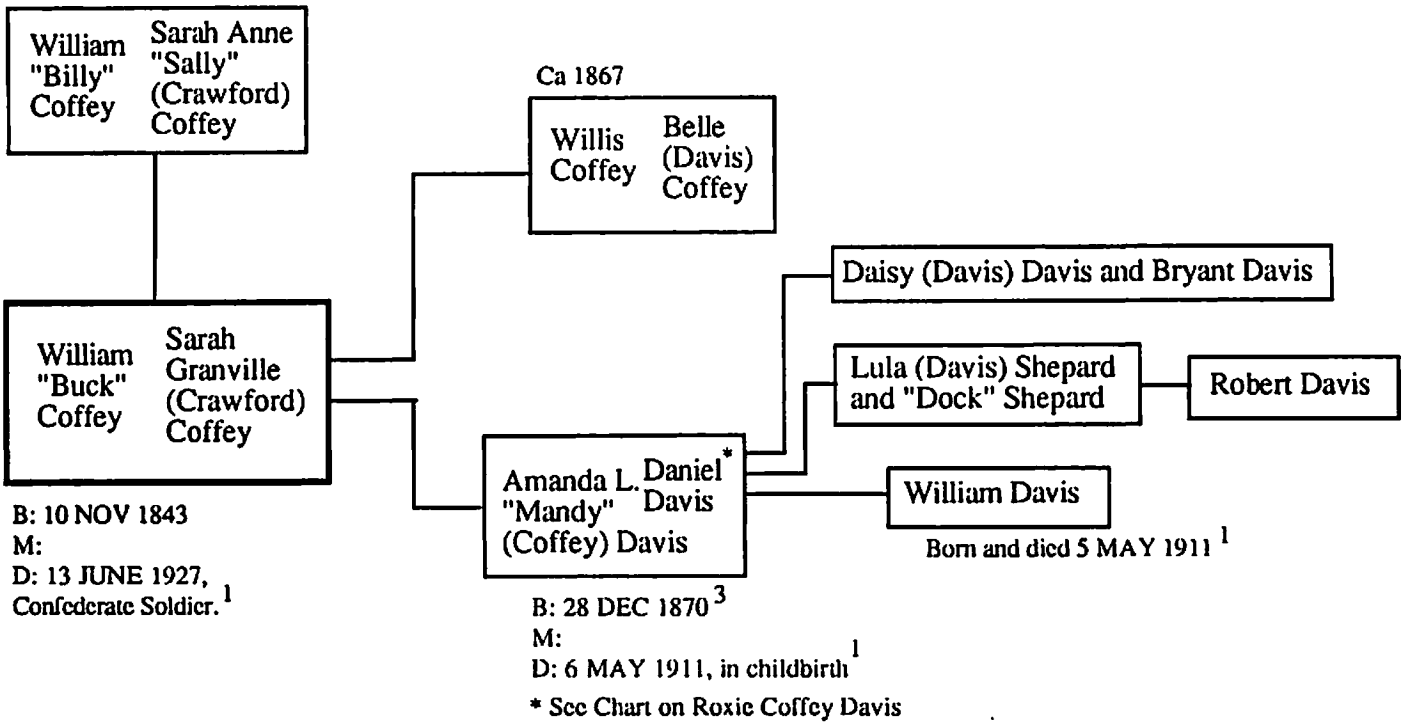 William
"Billy"
Coffey
Sarah Anne
"Sally"
(Crawford)
Coffey
Ca 1867
Willis
Coffey
Belle
(Davis)
Coffey
William
"Buck"
Coffey
Sarah
Granville
(Crawford)
Coffey
B: 10 NOV 1843
M:
D: 13 JUNE 1927,
Confederate Soldier.1
Daisy (Davis) Davis and Bryant Davis
Lula (Davis) Shepard
and "Dock" Shepard
Robert Davis
Amanda L.
"Mandy"
(Coffey) Davis
Daniel*
Davis
William Davis
Born and died 5 MAY 1911 1
B: 28 DEC 1870 3
M:
D: 6 MAY 1911, in childbirth 1
* See Chart on Roxie Coffey Davis